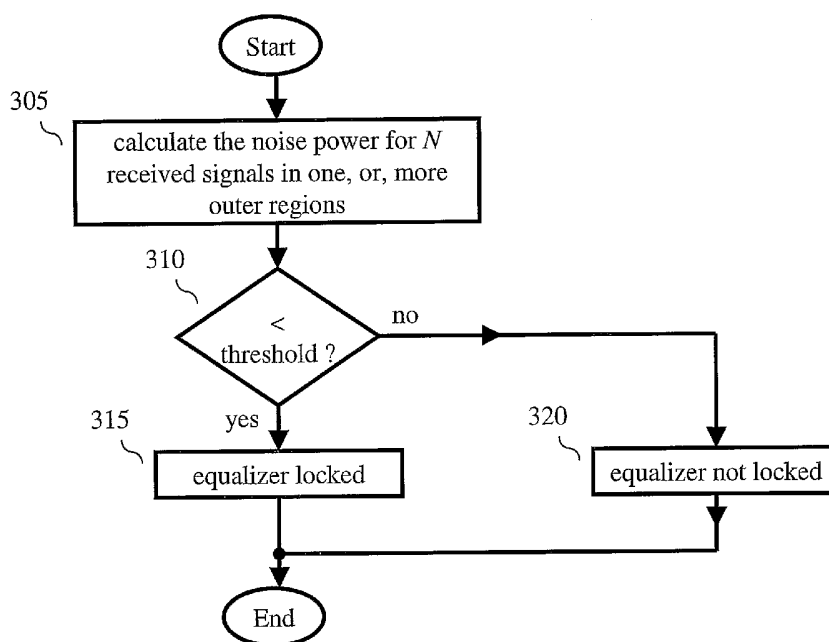 Start
305
calculate the noise power for N
received signals in one, or, more
outer regions
310
<
threshold ?
no
yes
315
equalizer locked
320
equalizer not locked
End